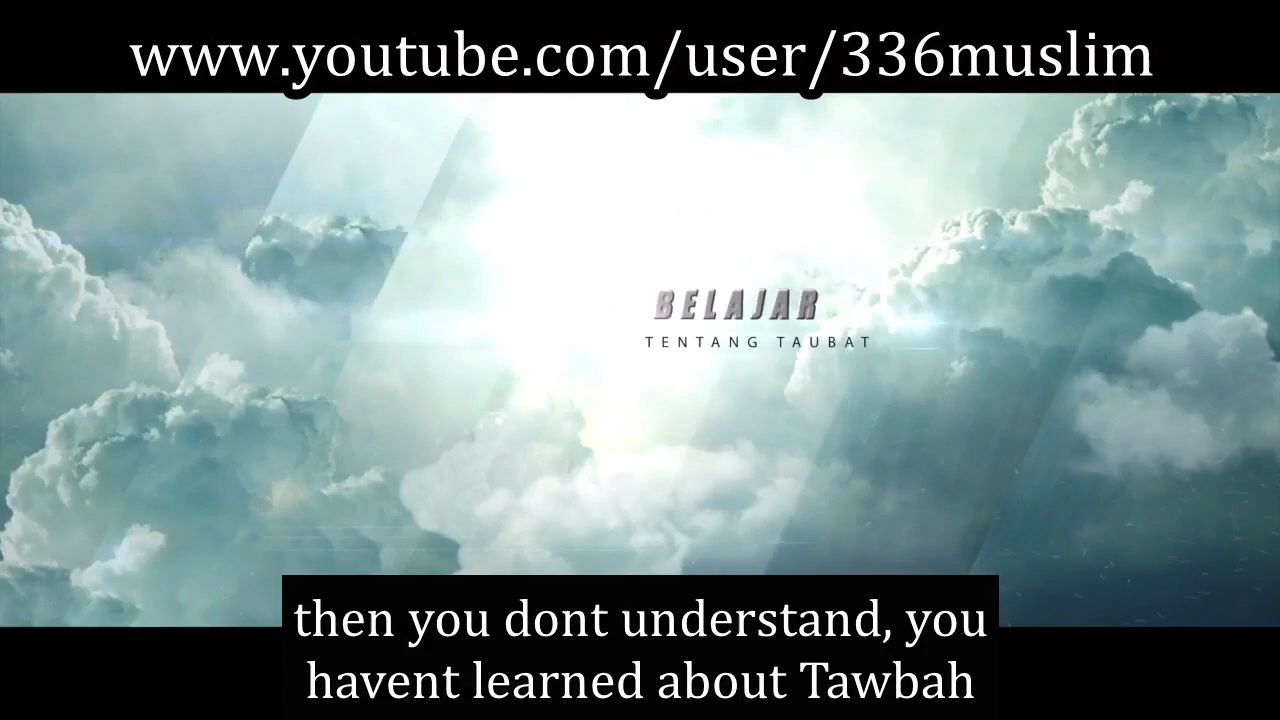 www.youtube.com/user/336muslim
BELAJAR
TENTANG TAUBAT
then you dont understand, you
havent learned about Tawbah